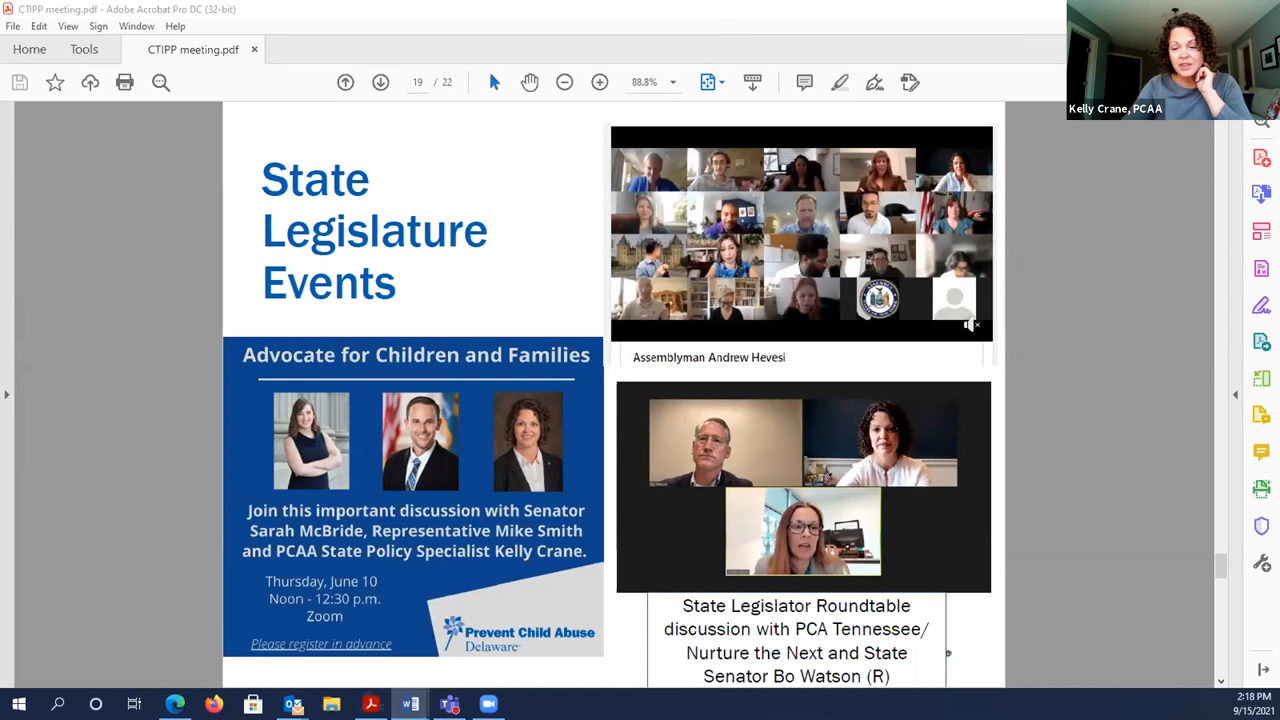 CTIPP meeting.pdf - Adobe Acrobat Pro DC (32-bit)
File Edit View Sign Window Help
Home Tools CTIPP meeting.pdf ×
19 / 22 88.8%
Kelly Crane, PCAA
State
Legislature
Events
Assemblyman Andrew Hevesi
Advocate for Children and Families
Join this important discussion with Senator
Sarah McBride, Representative Mike Smith
and PCAA State Policy Specialist Kelly Crane.
Thursday, June 10
Noon - 12:30 p.m.
Zoom
Please register in advance
Prevent Child Abuse
Delaware
State Legislator Roundtable
discussion with PCA Tennessee/
Nurture the Next and State
Senator Bo Watson (R)
2:18 PM
9/15/2021